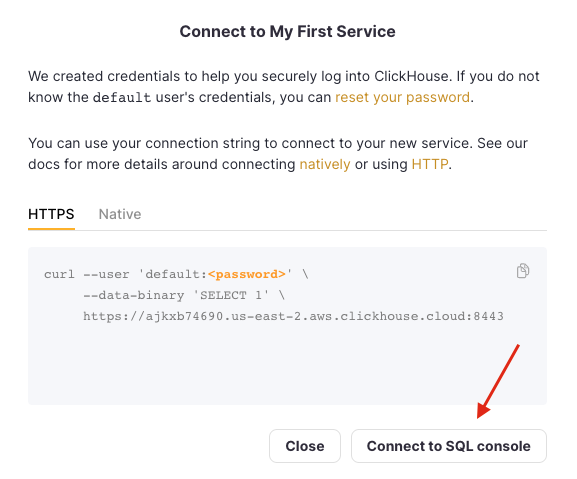 Connect to My First Service
We created credentials to help you securely log into ClickHouse. If you do not
know the default user's credentials, you can reset your password.
You can use your connection string to connect to your new service. See our
docs for more details around connecting natively or using HTTP.
HTTPS Native
curl --user 'default:<password>' \
--data-binary 'SELECT 1' \
https://ajkxb74690.us-east-2.aws.clickhouse.cloud:8443
Close Connect to SQL console